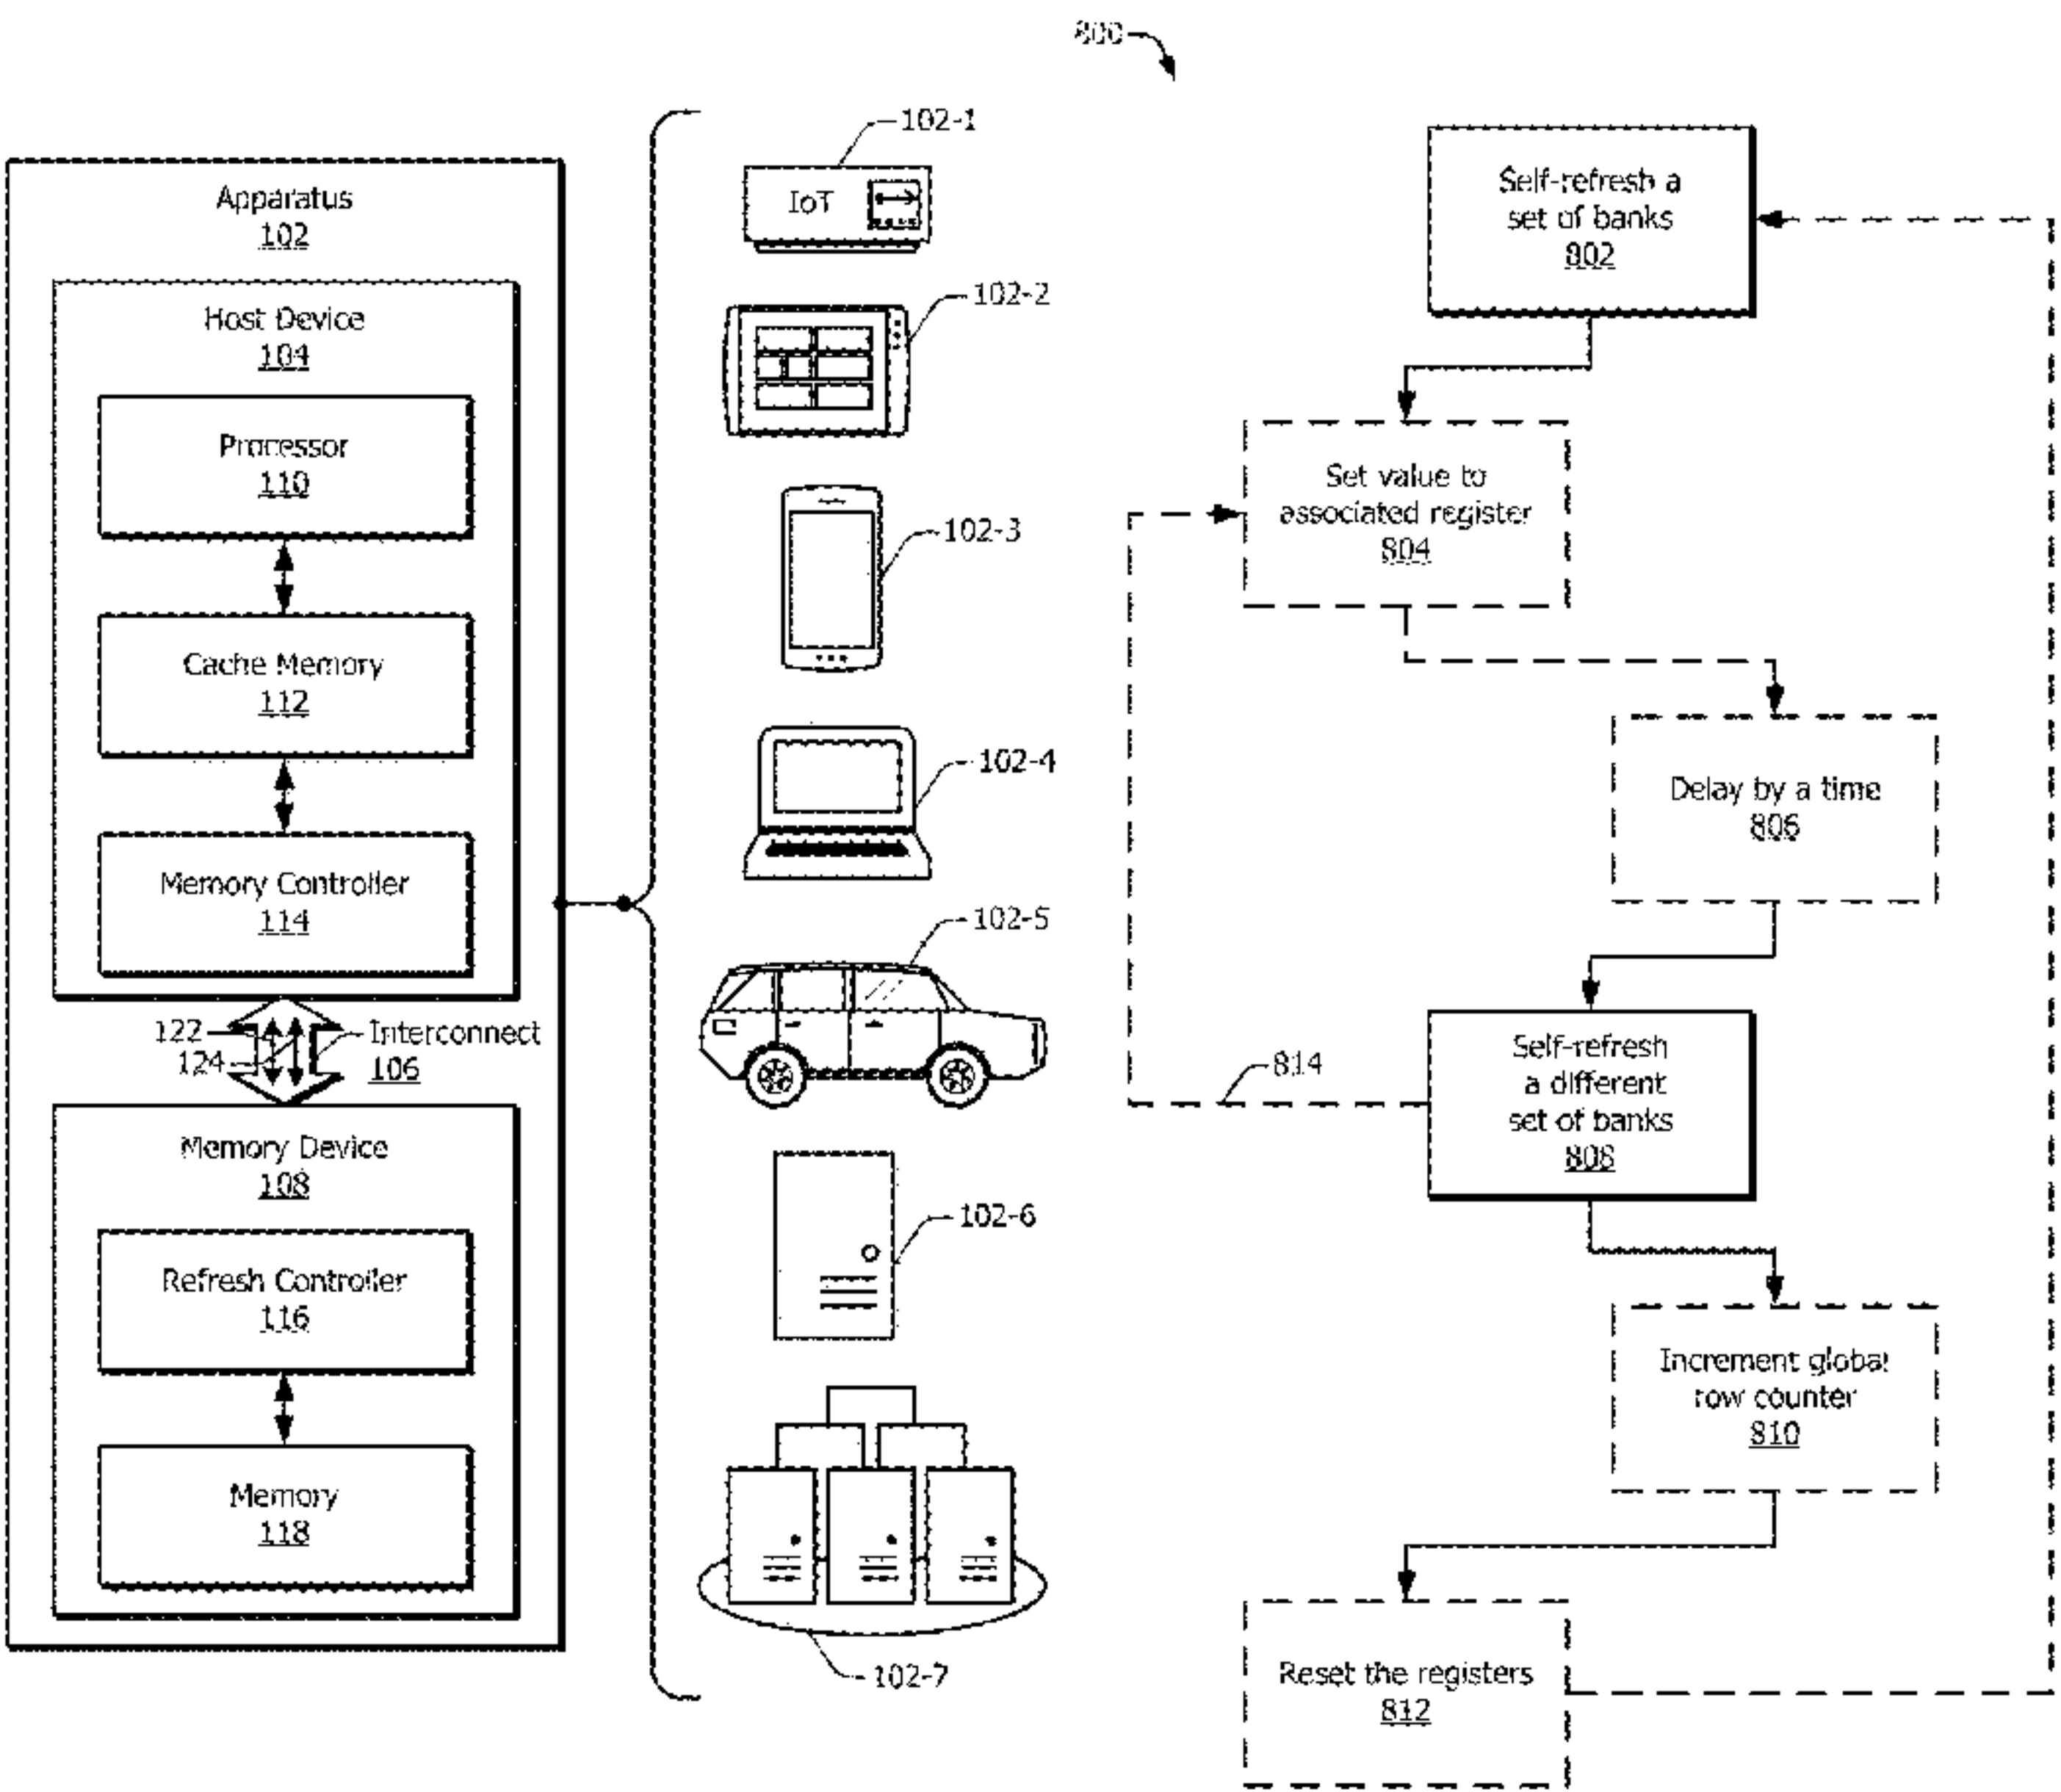 800
Apparatus
102
Host Device
104
Processor
110
Cache Memory
112
Memory Controller
114
122
124
Interconnect
106
Memory Device
108
Refresh Controller
116
Memory
118
102-1
IoT
102-2
102-3
102-4
102-5
102-6
102-7
Self-refresh a
set of banks
802
Set value to
associated register
804
Delay by a time
806
Self-refresh
a different
set of banks
808
814
Increment global
row counter
810
Reset the registers
812